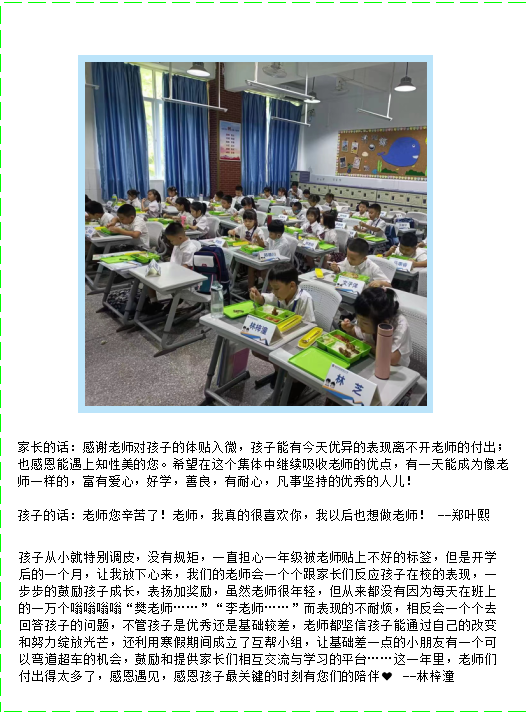 林梓潼
林芝
家长的话：感谢老师对孩子的体贴入微，孩子能有今天优异的表现离不开老师的付出；
也感恩能遇上知性美的您。希望在这个集体中继续吸收老师的优点，有一天能成为像老
师一样的，富有爱心，好学，善良，有耐心，凡事坚持的优秀的人儿！
孩子的话：老师您辛苦了！老师，我真的很喜欢你，我以后也想做老师！ --郑叶熙
孩子从小就特别调皮，没有规矩，一直担心一年级被老师贴上不好的标签，但是开学
后的一个月，让我放下心来，我们的老师会一个个跟家长们反应孩子在校的表现，一
步步的鼓励孩子成长，表扬加奖励，虽然老师很年轻，但从来都没有因为每天在班上
的一万个嗡嗡嗡嗡“樊老师……”“李老师……”而表现的不耐烦，相反会一个个去
回答孩子的问题，不管孩子是优秀还是基础较差，老师都坚信孩子能通过自己的改变
和努力绽放光芒，还利用寒假期间成立了互帮小组，让基础差一点的小朋友有一个可
以弯道超车的机会，鼓励和提供家长们相互交流与学习的平台……这一年里，老师们
付出得太多了，感恩遇见，感恩孩子最关键的时刻有您们的陪伴❤ --林梓潼